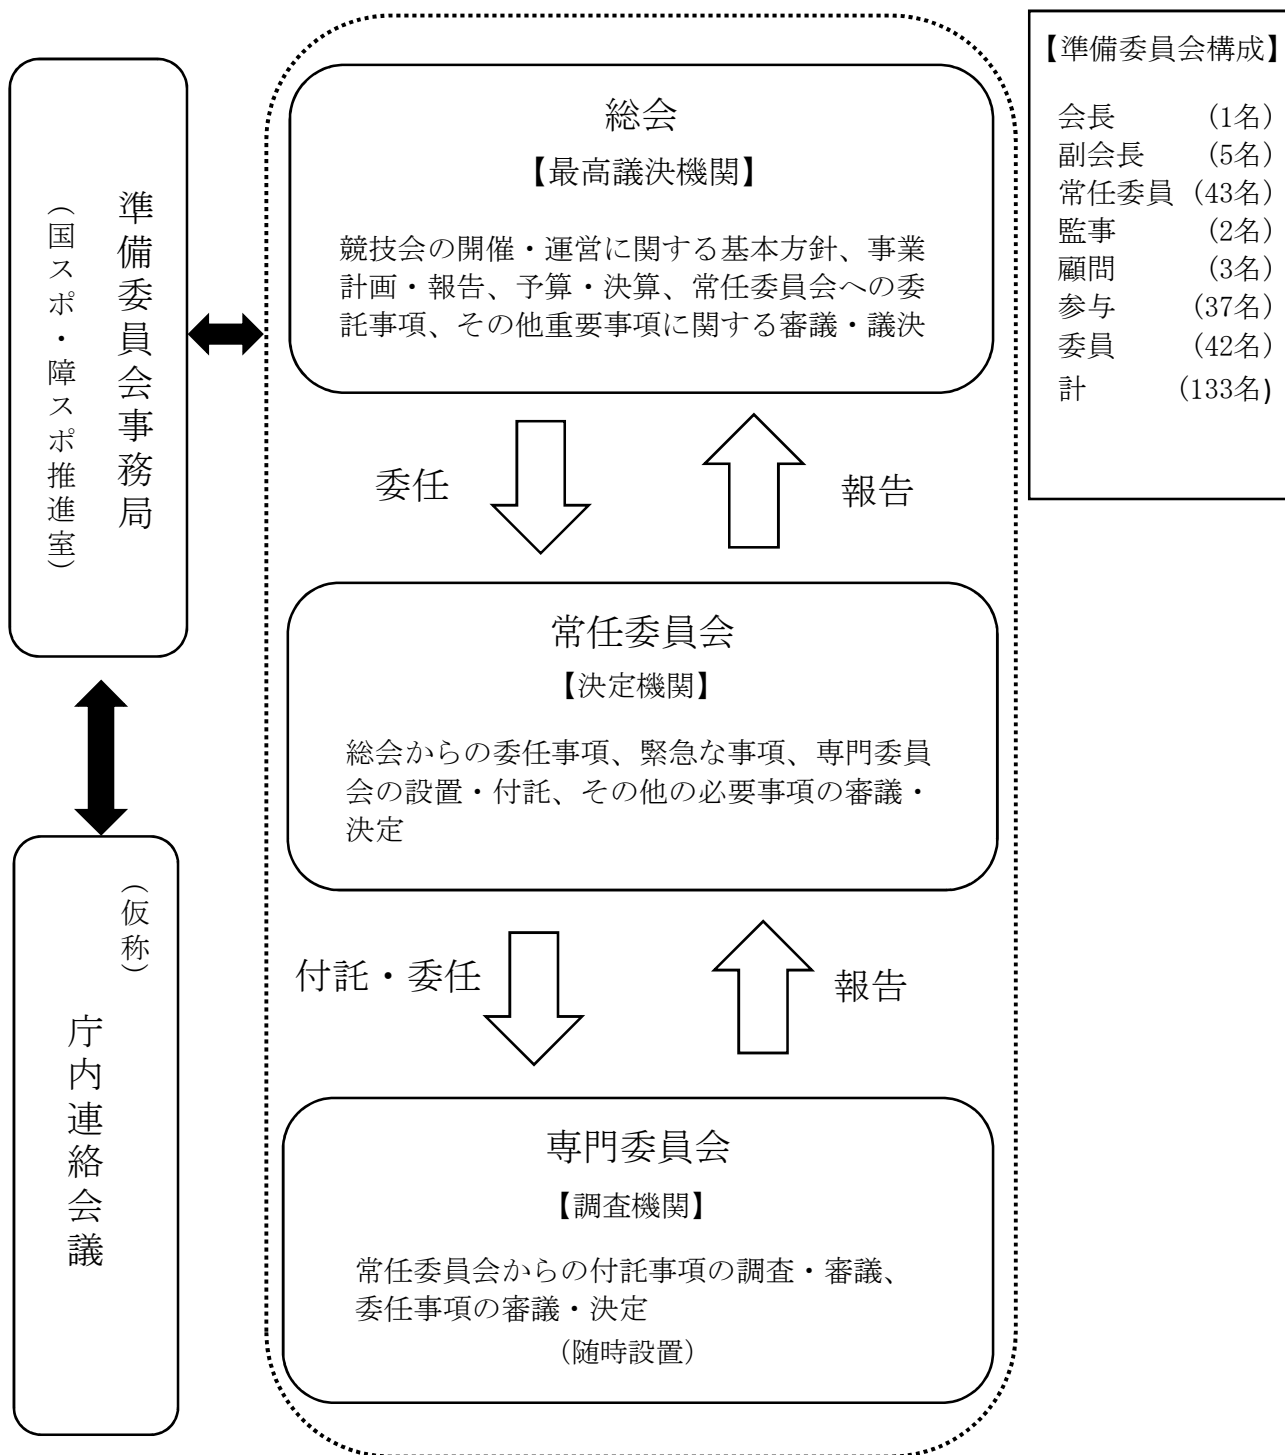 準備委員会事務局
（国スポ・障スポ推進室）
（仮称）
庁内連絡会議
総会
【最高議決機関】
競技会の開催・運営に関する基本方針、事業
計画・報告、予算・決算、常任委員会への委
託事項、その他重要事項に関する審議・議決
委任
報告
常任委員会
【決定機関】
総会からの委任事項、緊急な事項、専門委員
会の設置・付託、その他の必要事項の審議・
決定
付託・委任
報告
専門委員会
【調査機関】
常任委員会からの付託事項の調査・審議、
委任事項の審議・決定
（随時設置）
【準備委員会構成】
会長　（1名）
副会長　（5名）
常任委員（43名）
監事　（2名）
顧問　（3名）
参与　（37名）
委員　（42名）
計　（133名)